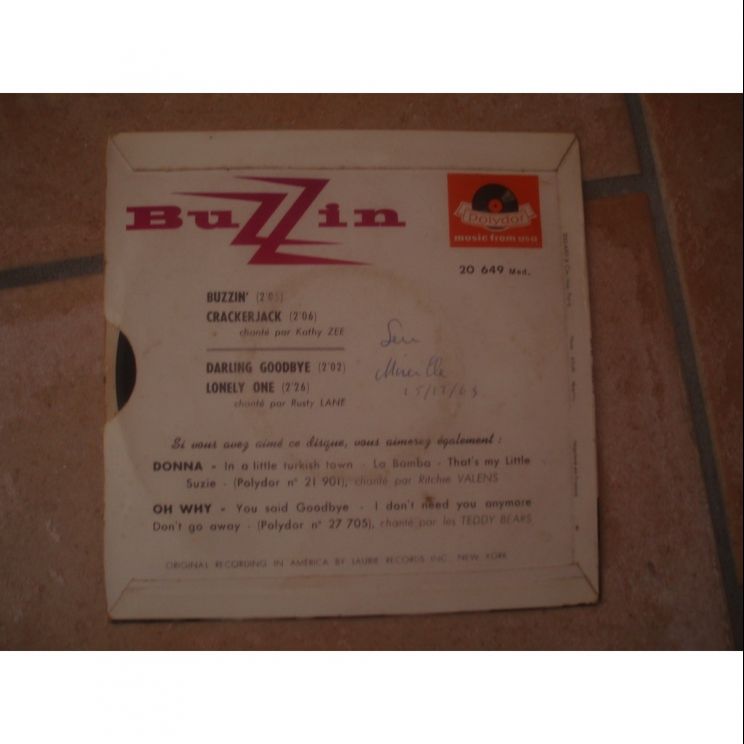 BuZZin
Polydor
music from usa
20 649 Med.
BUZZIN' (2'05)
CRACKERJACK (2'06)
chanté par Kathy ZEE
DARLING GOODBYE (2'02)
LONELY ONE (2'26)
chanté par Rusty LANE
Mireille
Si vous avez aimé ce disque, vous aimerez également :
DONNA - In a little turkish town - La Bamba - That's my Little
Suzie - (Polydor n° 21 901), chanté par Ritchie VALENS
OH WHY - You said Goodbye - I don't need you anymore
Don't go away - (Polydor n° 27 705), chanté par les TEDDY BEARS
ORIGINAL RECORDING IN AMERICA BY LAURIE RECORDS INC. NEW YORK